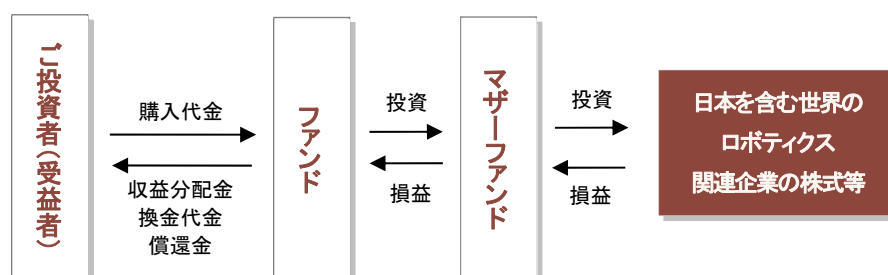 ご投資者(受益者)
購入代金
収益分配金
換金代金
償還金
ファンド
投資
損益
マザーファンド
投資
損益
日本を含む世界の
ロボティクス
関連企業の株式等